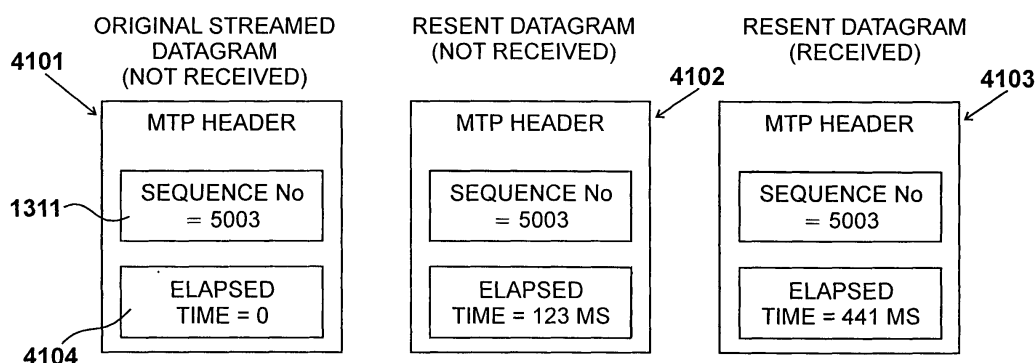 ORIGINAL STREAMED
DATAGRAM
(NOT RECEIVED)
4101
MTP HEADER
1311
SEQUENCE No
= 5003
ELAPSED
TIME = 0
4104
RESENT DATAGRAM
(NOT RECEIVED)
4102
MTP HEADER
SEQUENCE No
= 5003
ELAPSED
TIME = 123 MS
RESENT DATAGRAM
(RECEIVED)
4103
MTP HEADER
SEQUENCE No
= 5003
ELAPSED
TIME = 441 MS